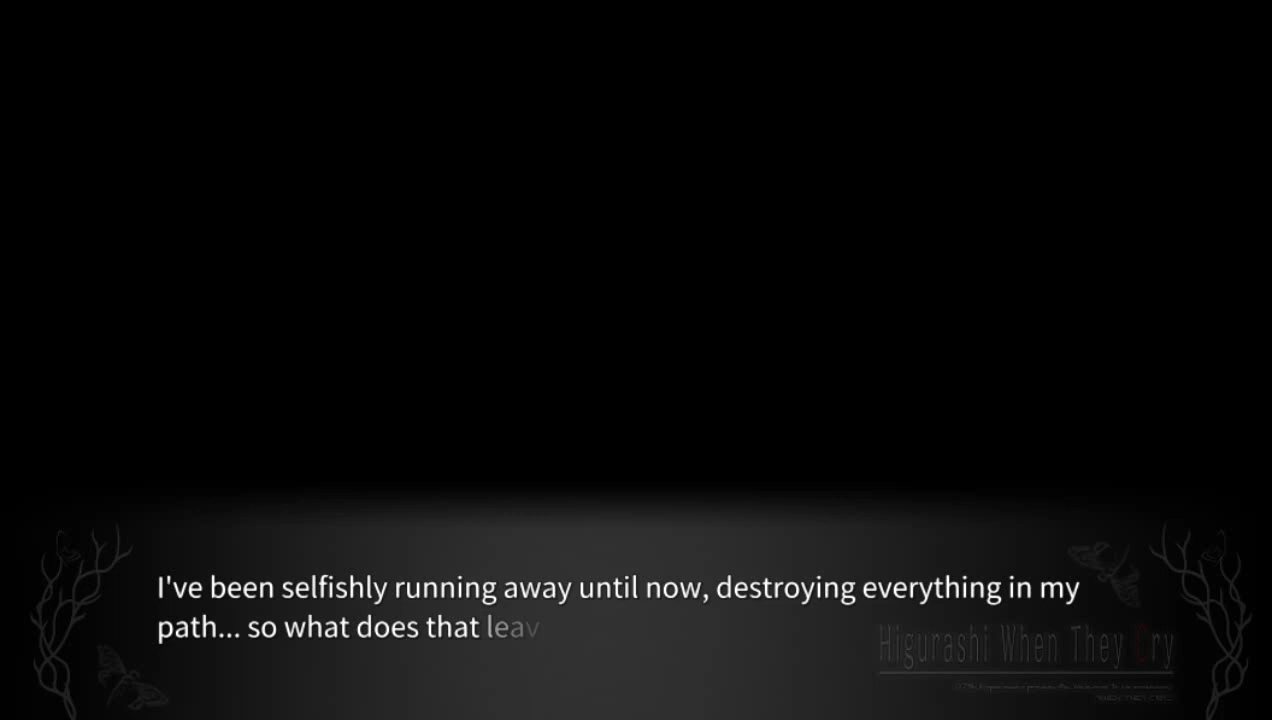 I've been selfishly running away until now, destroying everything in my
path... so what does that leav
Higurashi When They Cry